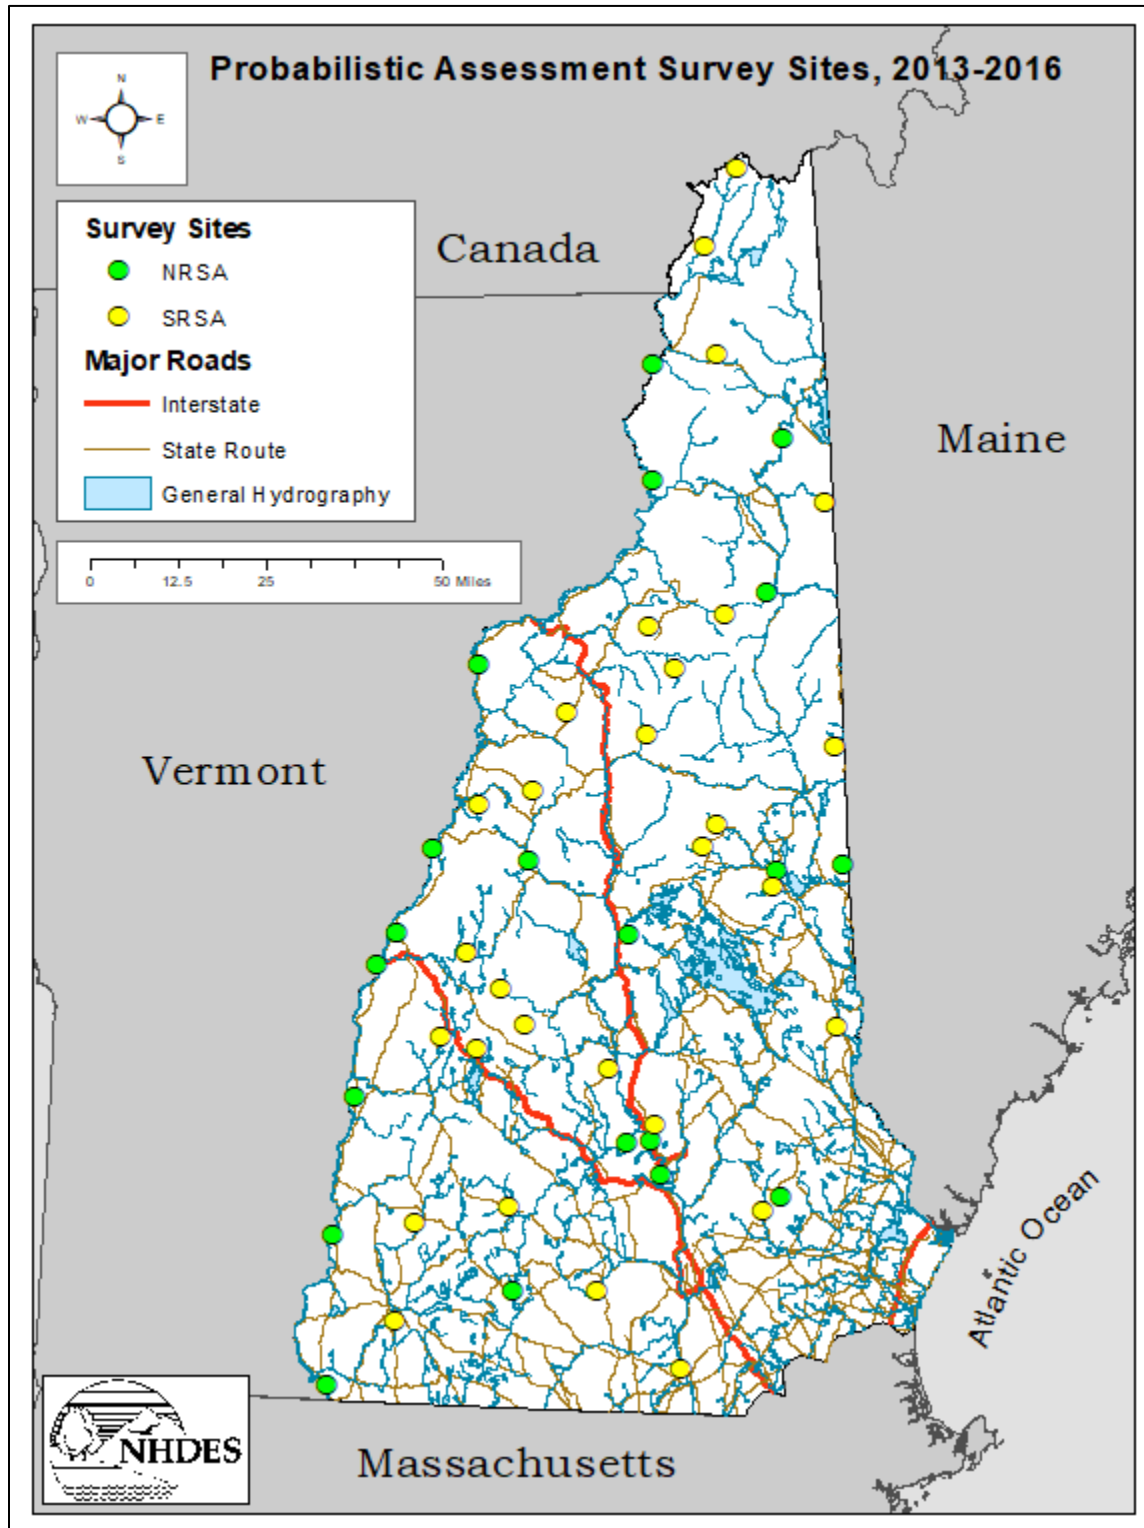 Probabilistic Assessment Survey Sites, 2013-2016
N
W E
S
Survey Sites
NRSA
SRSA
Major Roads
Interstate
State Route
General Hydrography
0 12.5 25 50 Miles
Canada
Maine
Vermont
Atlantic Ocean
NHDES
Massachusetts